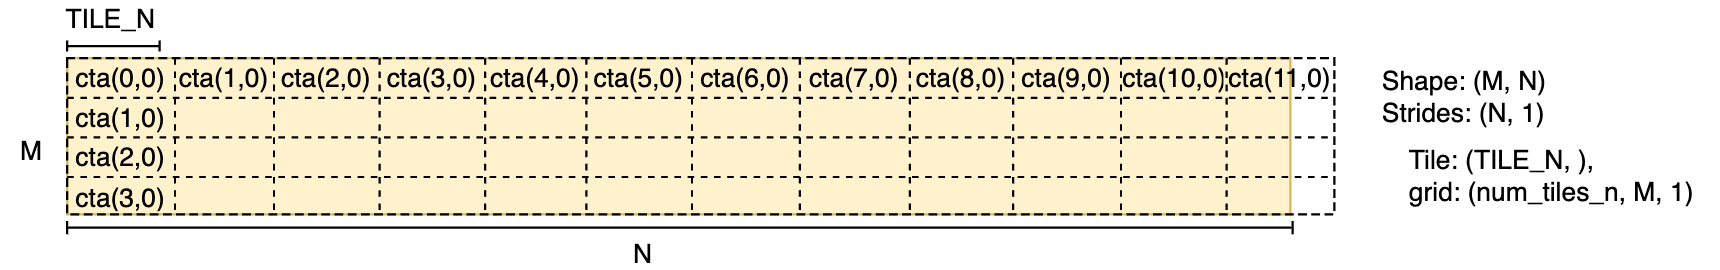 TILE_N
cta(0,0) cta(1,0) cta(2,0) cta(3,0) cta(4,0) cta(5,0) cta(6,0) cta(7,0) cta(8,0) cta(9,0) cta(10,0) cta(11,0)
cta(1,0)
cta(2,0)
cta(3,0)
M
N
Shape: (M, N)
Strides: (N, 1)
Tile: (TILE_N, ),
grid: (num_tiles_n, M, 1)